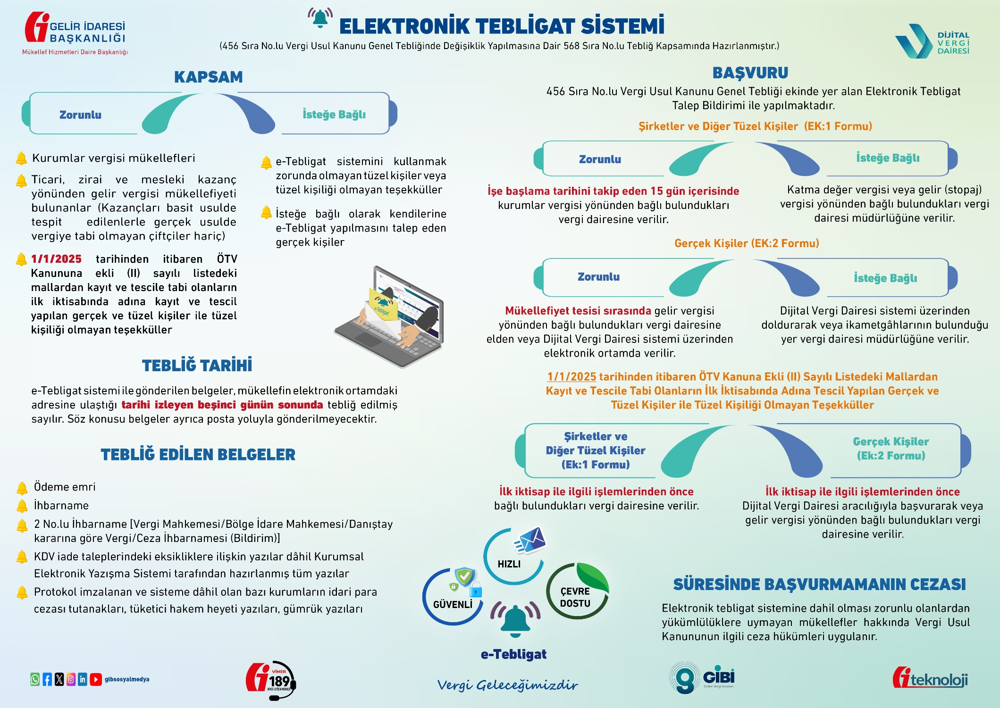 GELİR İDARESİ
BAŞKANLIĞI
Mükellef Hizmetleri Daire Başkanlığı
ELEKTRONİK TEBLİGAT SİSTEMİ
(456 Sıra No.lu Vergi Usul Kanunu Genel Tebliğinde Değişiklik Yapılmasına Dair 568 Sıra No.lu Tebliğ Kapsamında Hazırlanmıştır.)
DİJİTAL
VERGİ
DAİRESİ
KAPSAM
Zorunlu
İsteğe Bağlı
Kurumlar vergisi mükellefleri
Ticari, zirai ve mesleki kazanç
yönünden gelir vergisi mükellefiyeti
bulunanlar (Kazançları basit usulde
tespit edilenlerle gerçek usulde
vergiye tabi olmayan çiftçiler hariç)
1/1/2025 tarihinden itibaren ÖTV
Kanununa ekli (II) sayılı listedeki
mallardan kayıt ve tescile tabi olanların
ilk iktisabında adına kayıt ve tescil
yapılan gerçek ve tüzel kişiler ile tüzel
kişiliği olmayan teşekküller
e-Tebligat sistemini kullanmak
zorunda olmayan tüzel kişiler veya
tüzel kişiliği olmayan teşekküller
İsteğe bağlı olarak kendilerine
e-Tebligat yapılmasını talep eden
gerçek kişiler
e-Tebligat
TEBLİĞ TARİHİ
e-Tebligat sistemi ile gönderilen belgeler, mükellefin elektronik ortamdaki
adresine ulaştığı tarihi izleyen beşinci günün sonunda tebliğ edilmiş
sayılır. Söz konusu belgeler ayrıca posta yoluyla gönderilmeyecektir.
TEBLİĞ EDİLEN BELGELER
Ödeme emri
İhbarname
2 No.lu İhbarname [Vergi Mahkemesi/Bölge İdare Mahkemesi/Danıştay
kararına göre Vergi/Ceza İhbarnamesi (Bildirim)]
KDV iade taleplerindeki eksikliklere ilişkin yazılar dâhil Kurumsal
Elektronik Yazışma Sistemi tarafından hazırlanmış tüm yazılar
Protokol imzalanan ve sisteme dâhil olan bazı kurumların idari para
cezası tutanakları, tüketici hakem heyeti yazıları, gümrük yazıları
BAŞVURU
456 Sıra No.lu Vergi Usul Kanunu Genel Tebliği ekinde yer alan Elektronik Tebligat
Talep Bildirimi ile yapılmaktadır.
Şirketler ve Diğer Tüzel Kişiler (EK:1 Formu)
Zorunlu
İsteğe Bağlı
İşe başlama tarihini takip eden 15 gün içerisinde
kurumlar vergisi yönünden bağlı bulundukları
vergi dairesine verilir.
Katma değer vergisi veya gelir (stopaj)
vergisi yönünden bağlı bulundukları vergi
dairesi müdürlüğüne verilir.
Gerçek Kişiler (EK:2 Formu)
Zorunlu
İsteğe Bağlı
Mükellefiyet tesisi sırasında gelir vergisi
yönünden bağlı bulundukları vergi dairesine
elden veya Dijital Vergi Dairesi sistemi üzerinden
elektronik ortamda verilir.
Dijital Vergi Dairesi sistemi üzerinden
doldurarak veya ikametgâhlarının bulunduğu
yer vergi dairesi müdürlüğüne verilir.
1/1/2025 tarihinden itibaren ÖTV Kanuna Ekli (II) Sayılı Listedeki Mallardan
Kayıt ve Tescile Tabi Olanların İlk İktisabında Adına Tescil Yapılan Gerçek ve
Tüzel Kişiler ile Tüzel Kişiliği Olmayan Teşekküller
Şirketler ve
Diğer Tüzel Kişiler
(Ek:1 Formu)
Gerçek Kişiler
(Ek:2 Formu)
İlk iktisap ile ilgili işlemlerinden önce
bağlı bulundukları vergi dairesine verilir.
İlk iktisap ile ilgili işlemlerinden önce
Dijital Vergi Dairesi aracılığıyla başvurarak veya
gelir vergisi yönünden bağlı bulundukları vergi
dairesine verilir.
HIZLI
GÜVENLİ
ÇEVRE
DOSTU
e-Tebligat
SÜRESİNDE BAŞVURMAMANIN CEZASI
Elektronik tebligat sistemine dahil olması zorunlu olanlardan
yükümlülüklere uymayan mükellefler hakkında Vergi Usul
Kanununun ilgili ceza hükümleri uygulanır.
gibsosyalmedya
VİMER
189
VERGİ İLETİŞİM MERKEZİ
Vergi Geleceğimizdir
GİBİ
Dijital Vergi Asistanı
teknoloji